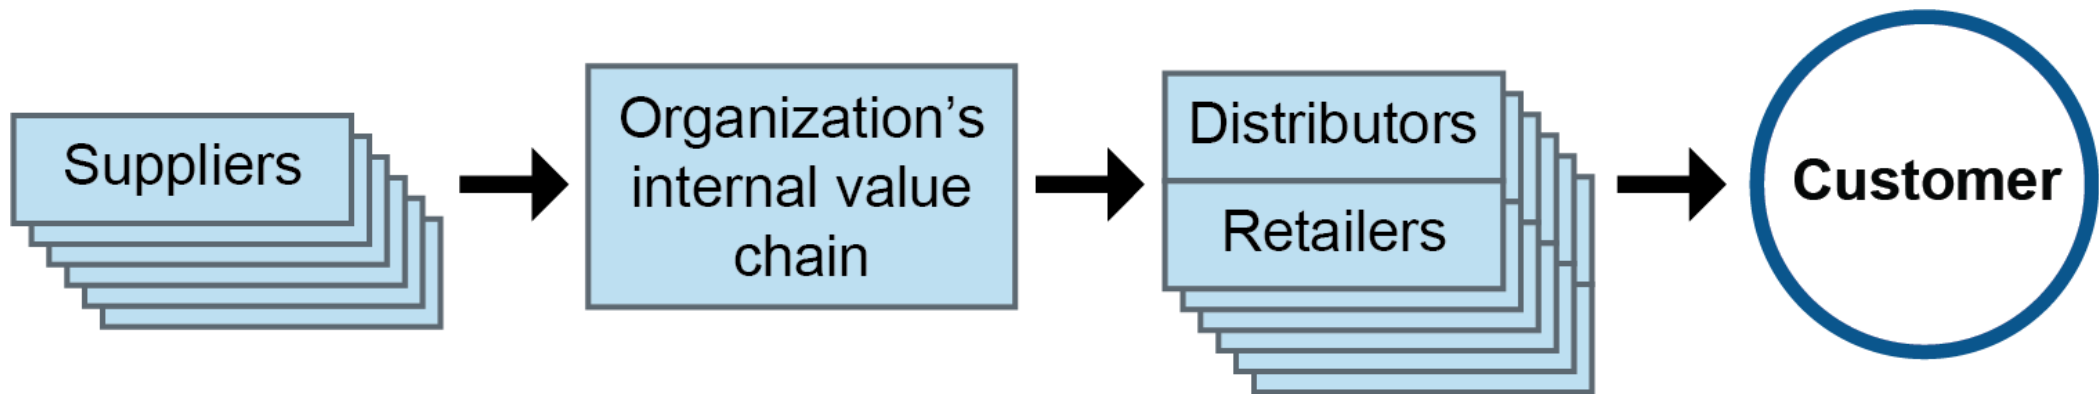 Suppliers
Organization’s
internal value
chain
Distributors
Retailers
Customer